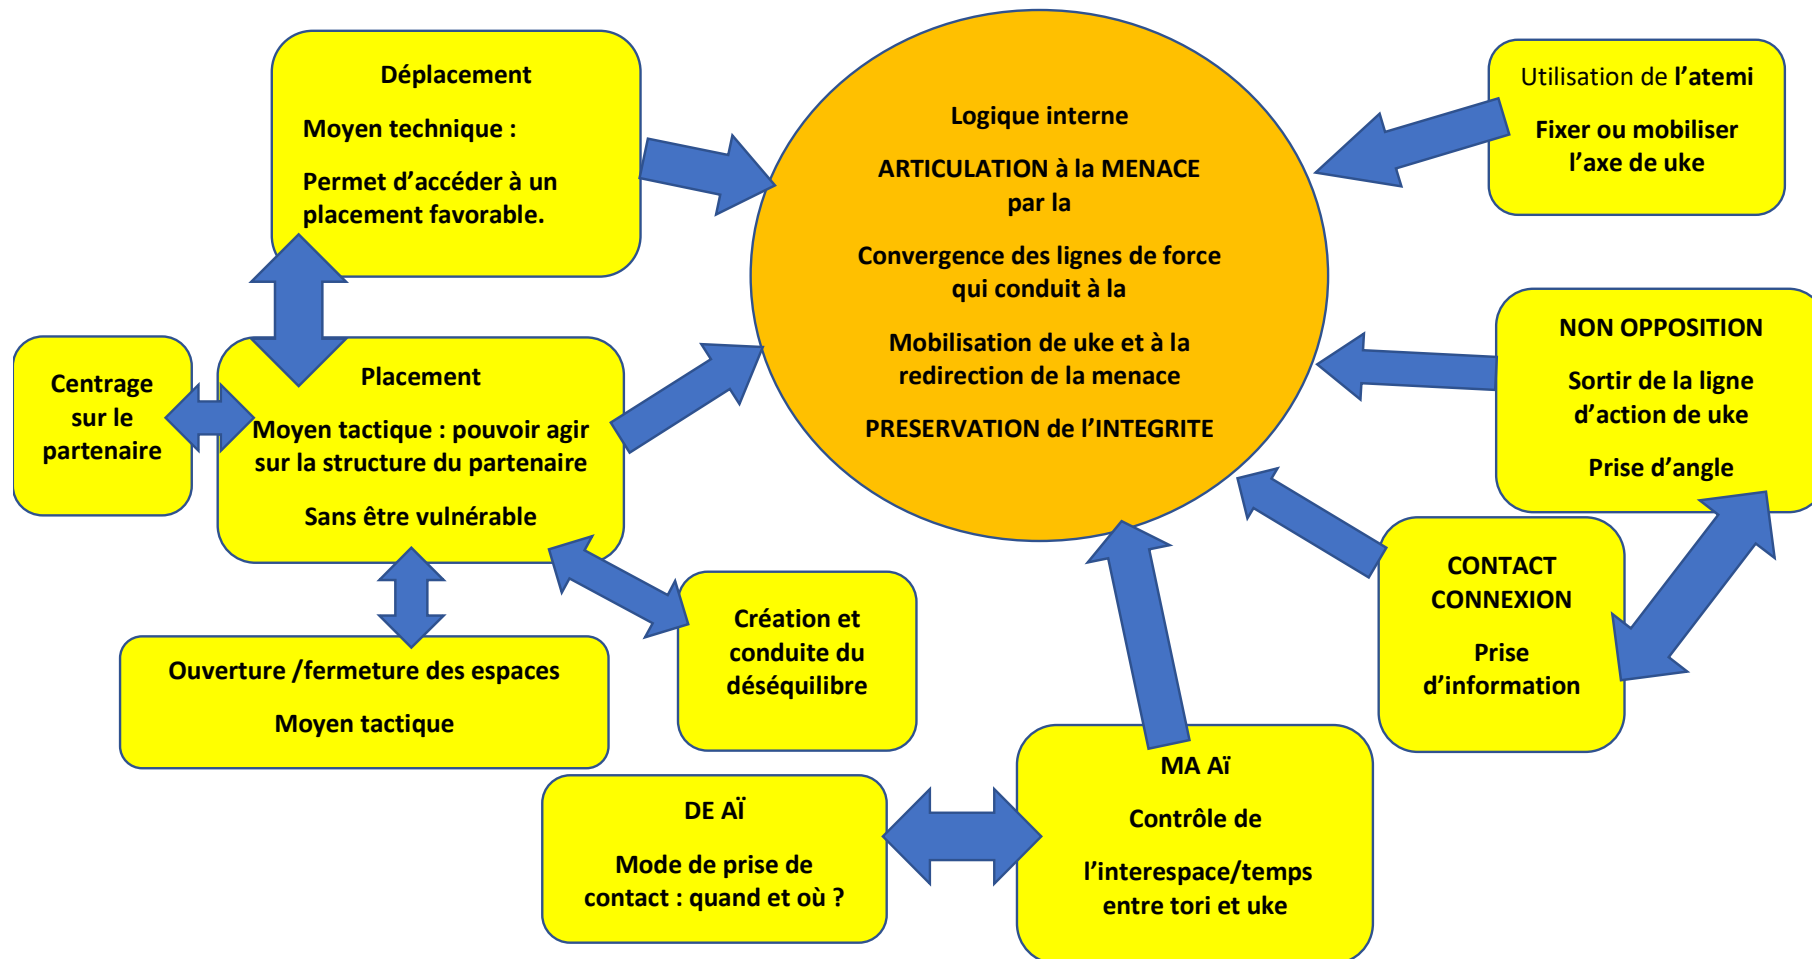 Déplacement
Moyen technique :
Permet d’accéder à un
placement favorable.
Logique interne
ARTICULATION à la MENACE
par la
Convergence des lignes de force
qui conduit à la
Mobilisation de uke et à la
redirection de la menace
PRESERVATION de l’INTEGRITE
Utilisation de l’atemi
Fixer ou mobiliser
l’axe de uke
Centrage
sur le
partenaire
Placement
Moyen tactique : pouvoir agir
sur la structure du partenaire
Sans être vulnérable
NON OPPOSITION
Sortir de la ligne
d’action de uke
Prise d’angle
Ouverture /fermeture des espaces
Moyen tactique
Création et
conduite du
déséquilibre
CONTACT
CONNEXION
Prise
d’information
DE AÏ
Mode de prise de
contact : quand et où ?
MA Aï
Contrôle de
l’interespace/temps
entre tori et uke